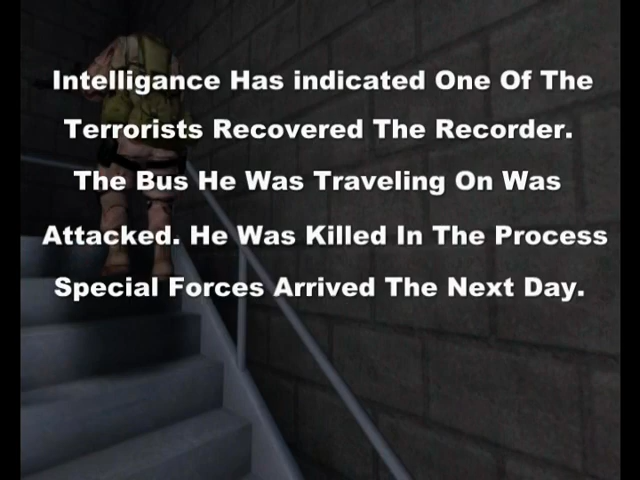 Intelligance Has indicated One Of The
Terrorists Recovered The Recorder.
The Bus He Was Traveling On Was
Attacked. He Was Killed In The Process
Special Forces Arrived The Next Day.